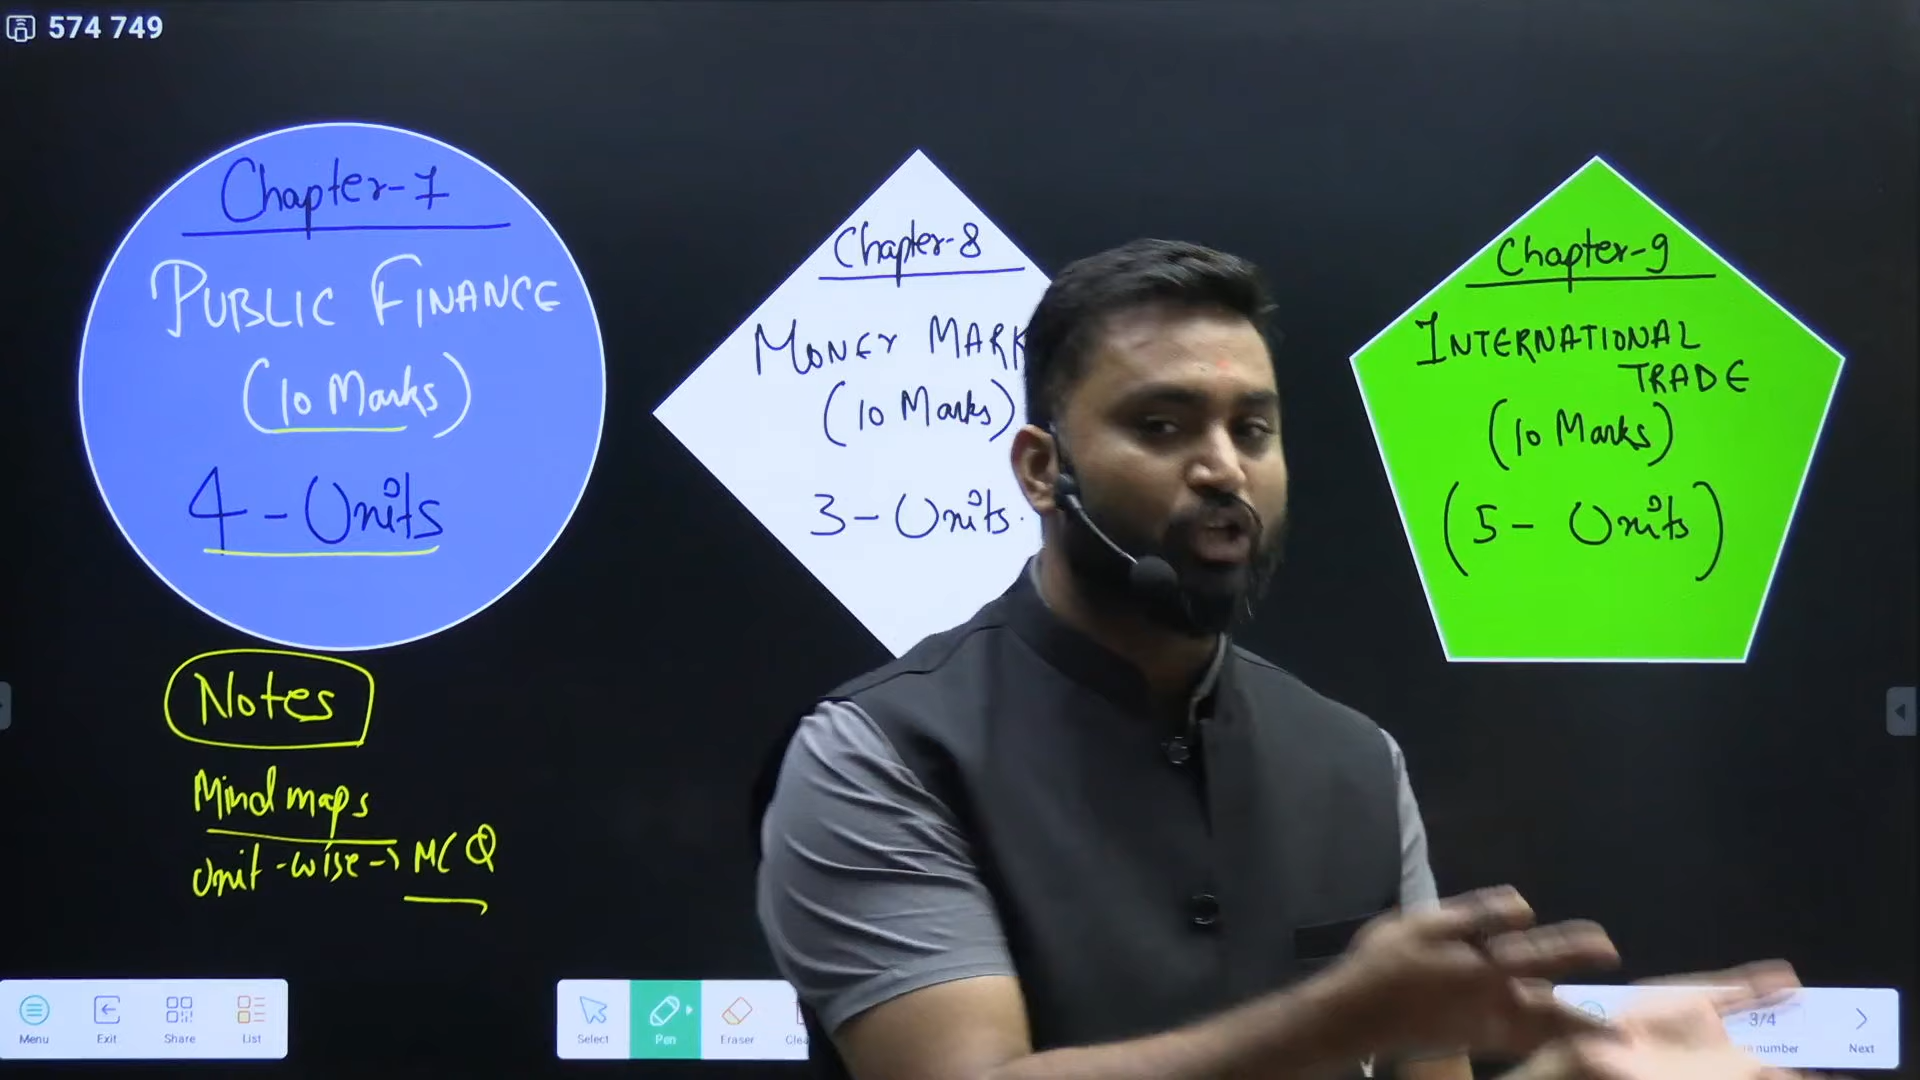 574 749
Chapter-7
PUBLIC FINANCE
(10 Marks)
4-Units
Chapter-8
MONEY MARK
(10 Marks)
3-Units.
Chapter-9
INTERNATIONAL
TRADE
(10 Marks)
(5- Units)
Notes
Mind maps
Unit-wise→ MCQ
Menu
Exit
Share
List
Select
Pen
Eraser
3/4
number
Next